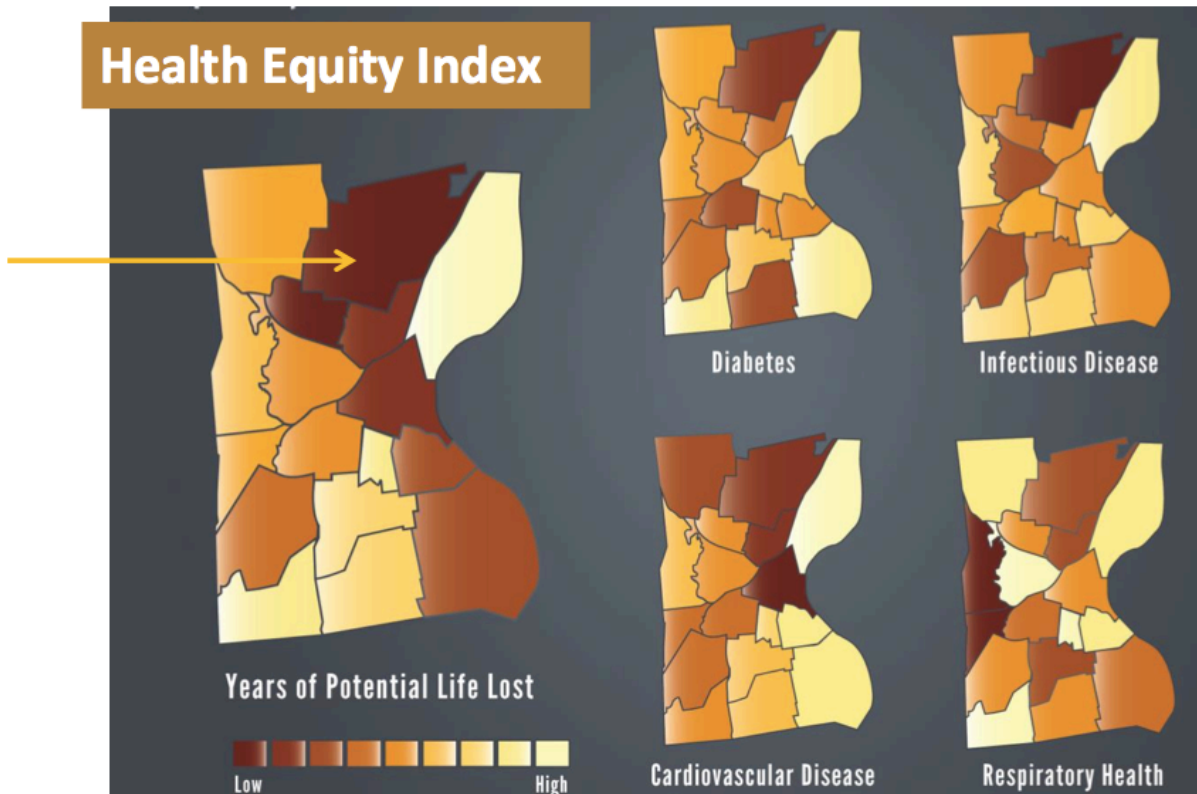 Health Equity Index
Diabetes
Infectious Disease
Years of Potential Life Lost
Low
High
Cardiovascular Disease
Respiratory Health